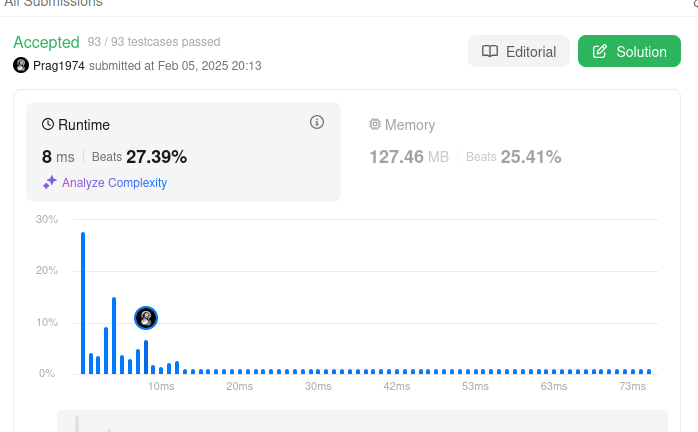 All Submissions
Accepted 93 / 93 testcases passed
Prag1974 submitted at Feb 05, 2025 20:13
Editorial
Solution
Runtime
8 ms Beats 27.39%
Analyze Complexity
Memory
127.46 MB Beats 25.41%
30%
20%
10%
0%
10ms 20ms 30ms 42ms 53ms 63ms 73ms